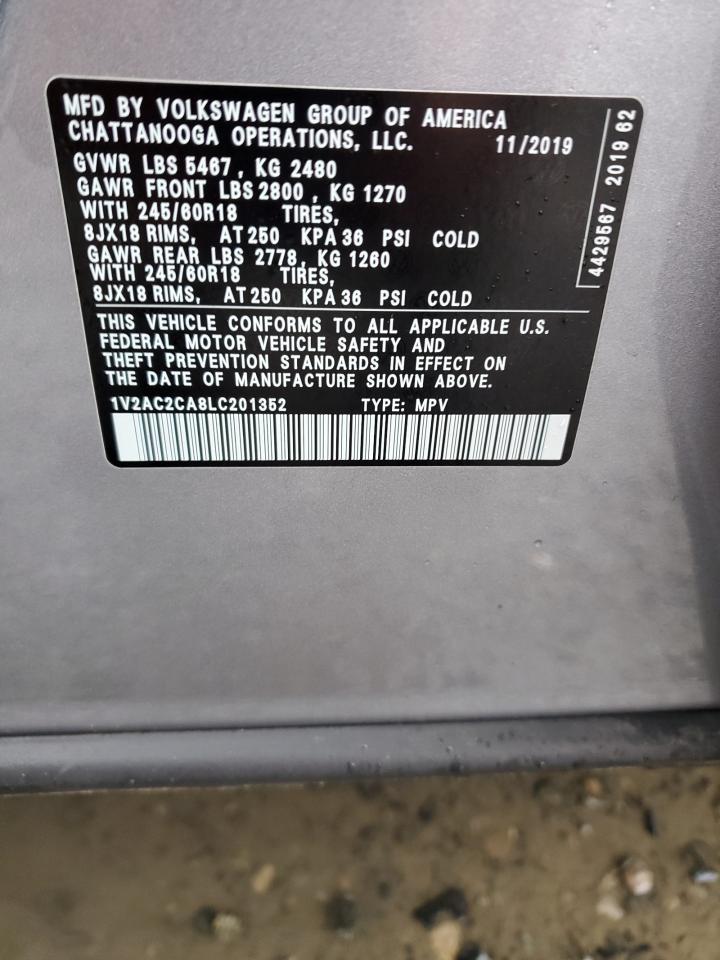 MFD BY VOLKSWAGEN GROUP OF AMERICA
CHATTANOOGA OPERATIONS, LLC. 11/2019
GVWR LBS 5467 , KG 2480
GAWR FRONT LBS 2800 , KG 1270
WITH 245/60R18 TIRES,
8JX18 RIMS, AT 250 KPA 36 PSI COLD
GAWR REAR LBS 2778 , KG 1260
WITH 245/60R18 TIRES,
8JX18 RIMS, AT 250 KPA 36 PSI COLD
THIS VEHICLE CONFORMS TO ALL APPLICABLE U.S.
FEDERAL MOTOR VEHICLE SAFETY AND
THEFT PREVENTION STANDARDS IN EFFECT ON
THE DATE OF MANUFACTURE SHOWN ABOVE.
1V2AC2CA8LC201352 TYPE: MPV
4429567 2019 62